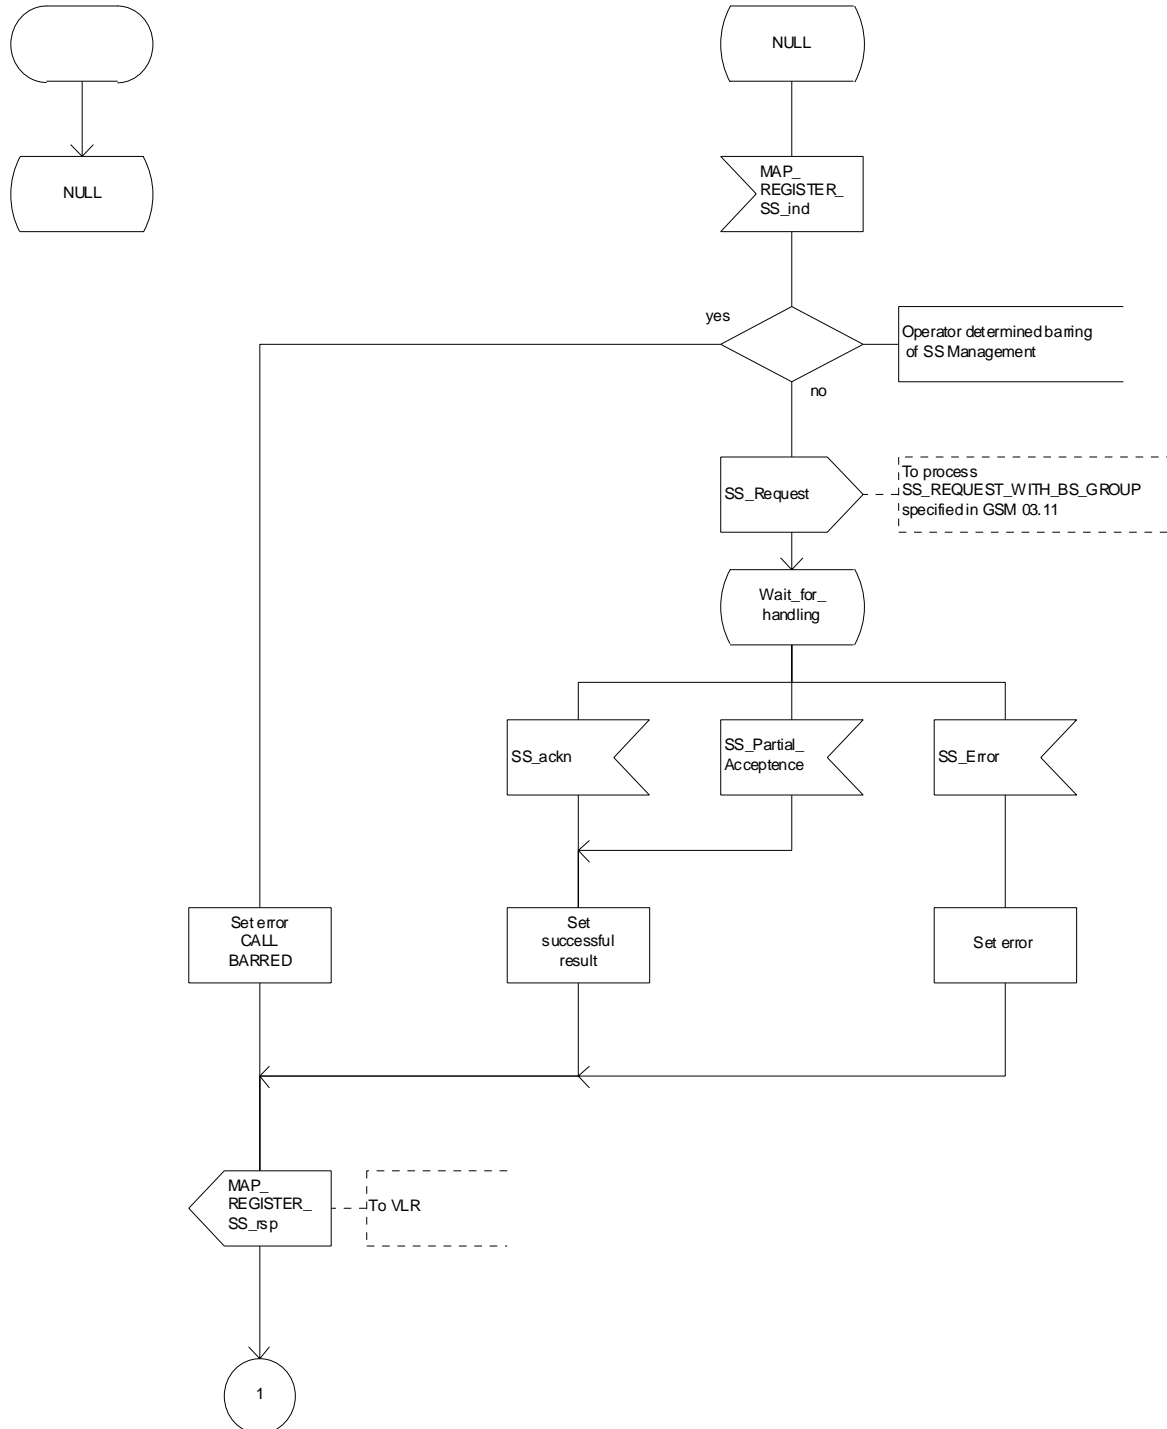 NULL
NULL
MAP_
REGISTER_
SS_ind
yes
Operator determined barring
of SS Management
no
SS_Request
To process
SS_REQUEST_WITH_BS_GROUP
specified in GSM 03.11
Wait_for_
handling
SS_ackn
SS_Partial_
Acceptence
SS_Error
Set error
CALL
BARRED
Set
successful
result
Set error
MAP_
REGISTER_
SS_rsp
To VLR
1